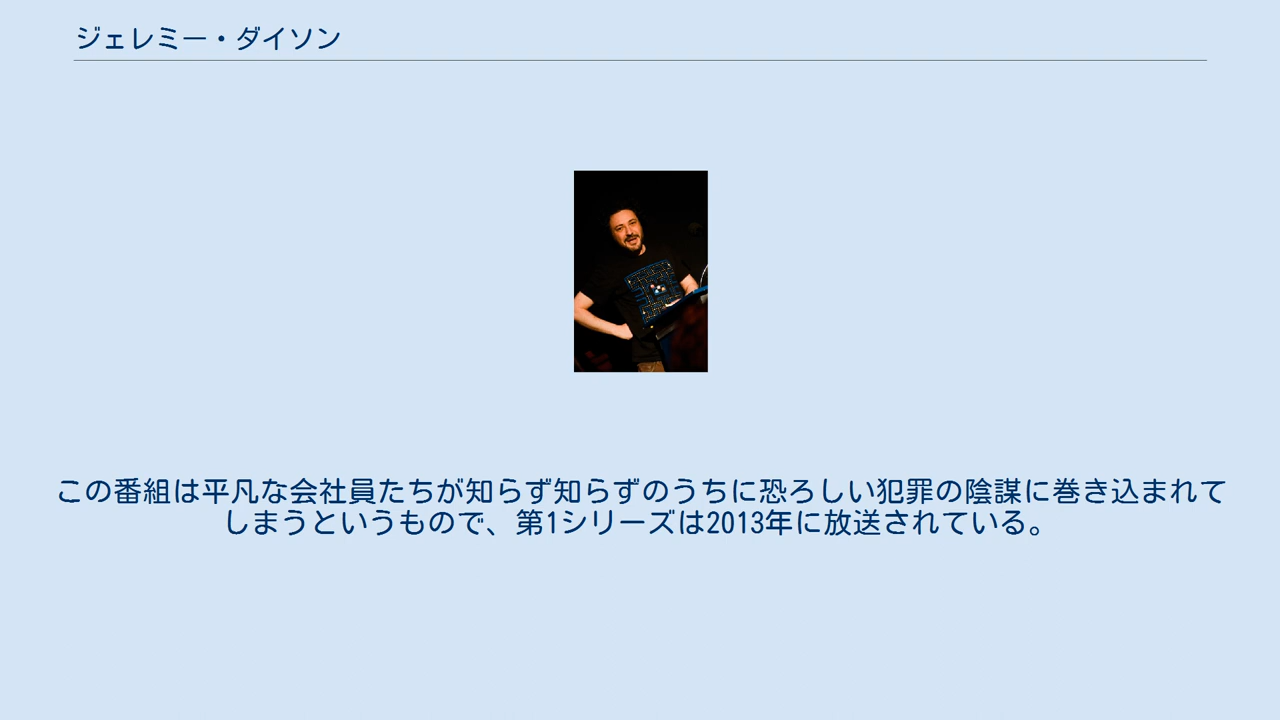 ジェレミー・ダイソン
この番組は平凡な会社員たちが知らず知らずのうちに恐ろしい犯罪の陰謀に巻き込まれて
しまうというもので、第1シリーズは2013年に放送されている。